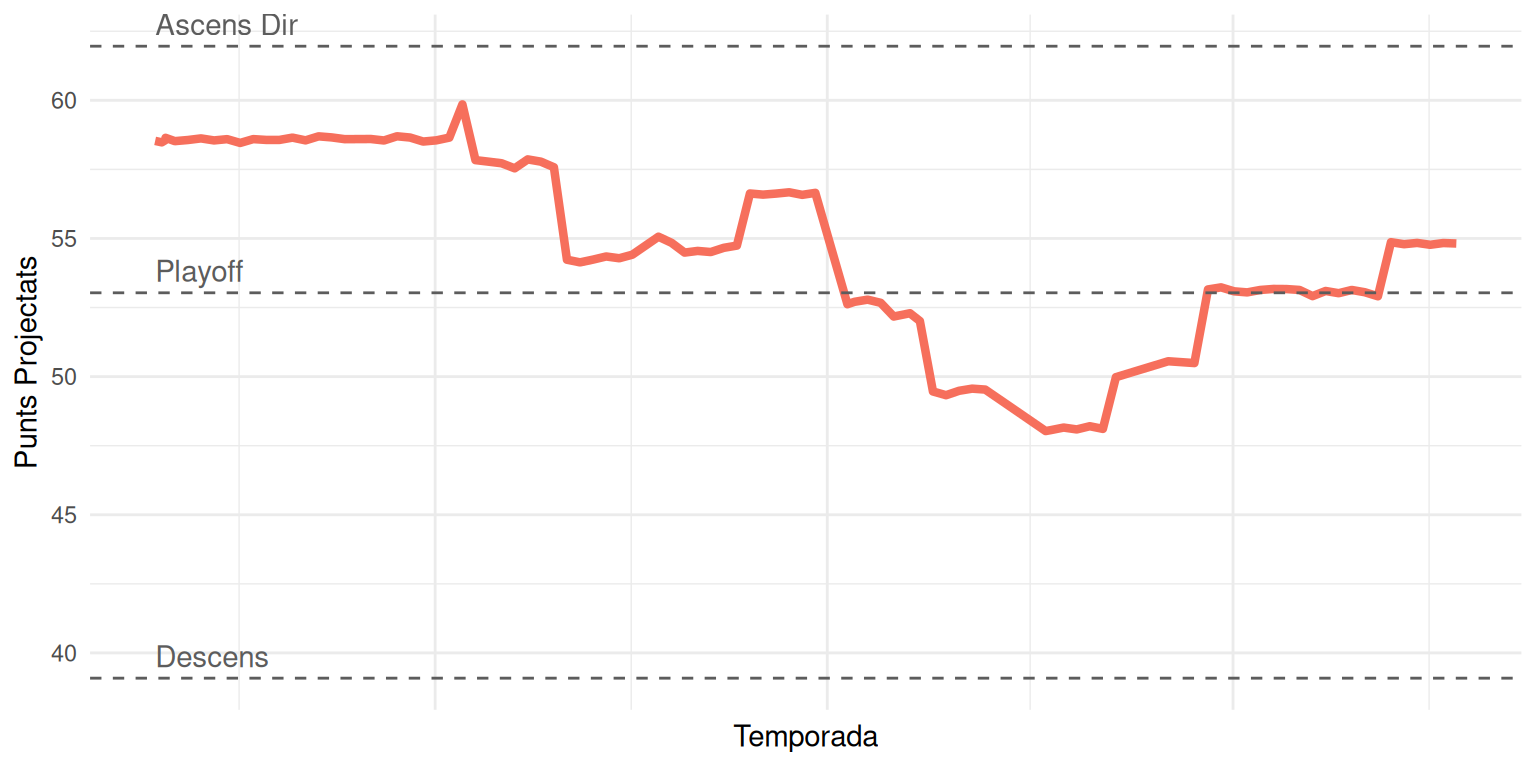 Ascens Dir
60
55
Playoff
50
45
40
Descens
Punts Projectats
Temporada